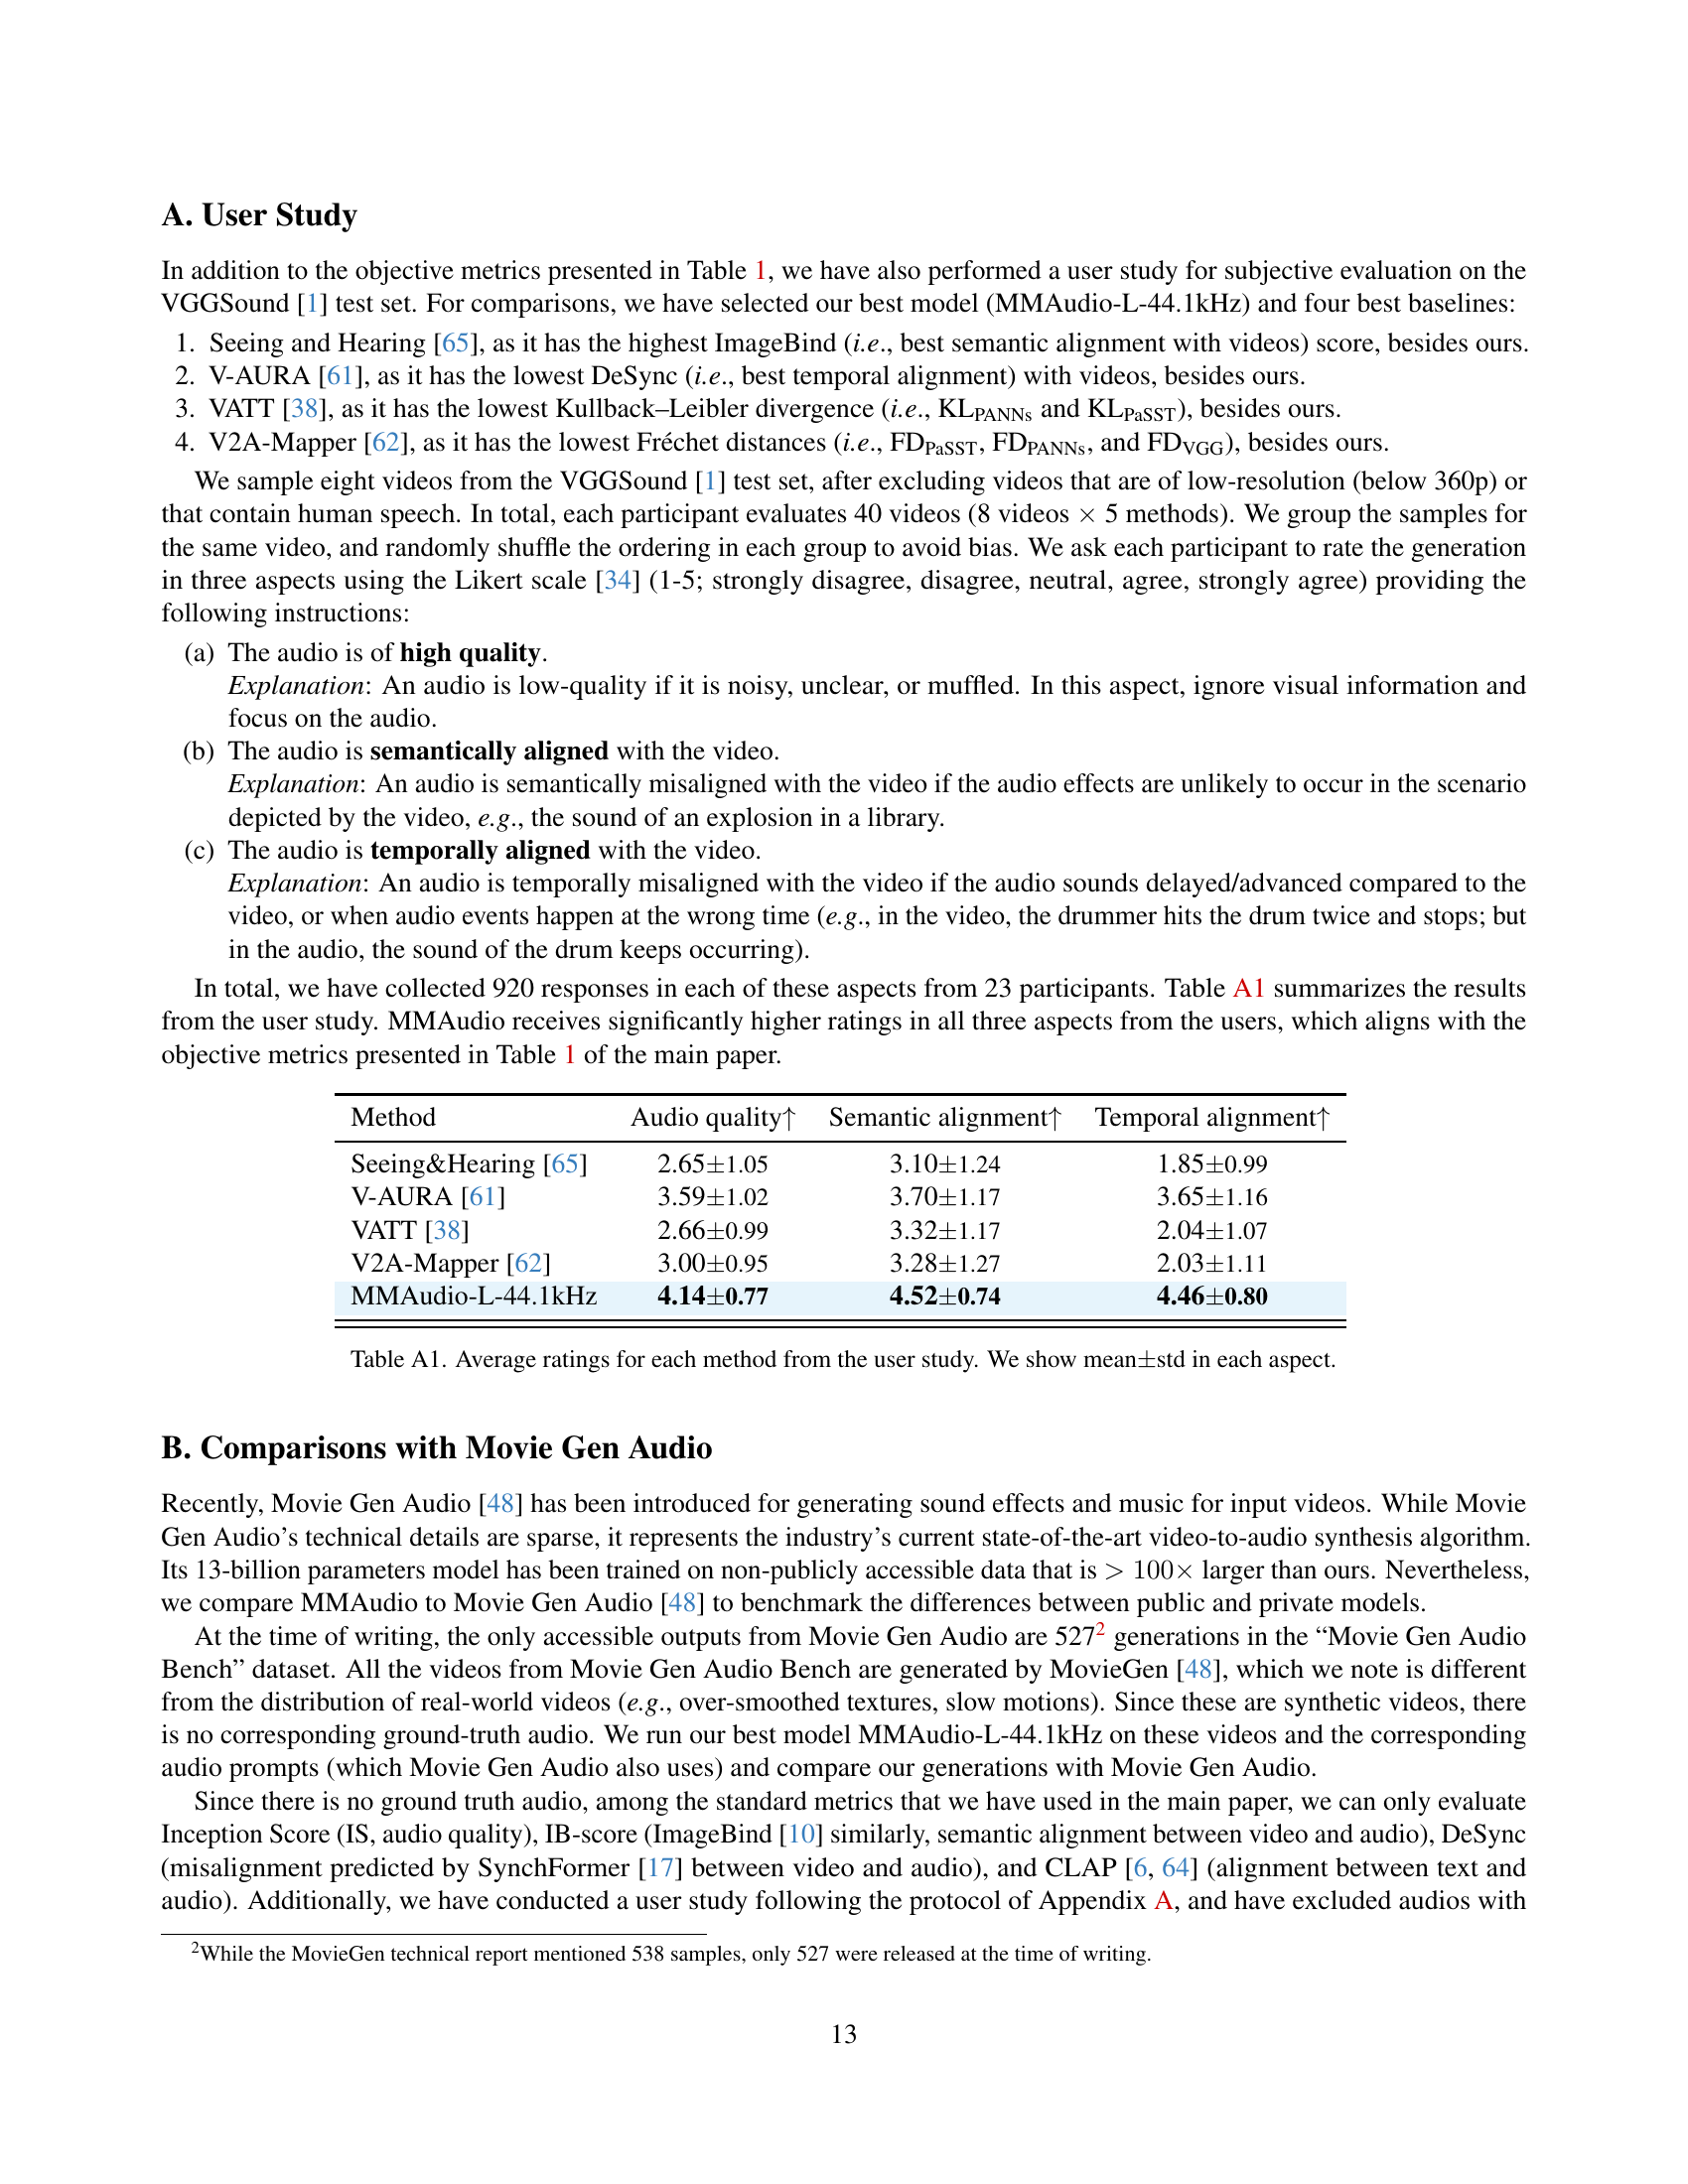 A. User Study
In addition to the objective metrics presented in Table 1, we have also performed a user study for subjective evaluation on the
VGGSound [1] test set. For comparisons, we have selected our best model (MMAudio-L-44.1kHz) and four best baselines:
1. Seeing and Hearing [65], as it has the highest ImageBind (i.e., best semantic alignment with videos) score, besides ours.
2. V-AURA [61], as it has the lowest DeSync (i.e., best temporal alignment) with videos, besides ours.
3. VATT [38], as it has the lowest Kullback–Leibler divergence (i.e., KLPANNs and KLPaSST), besides ours.
4. V2A-Mapper [62], as it has the lowest Fréchet distances (i.e., FDPaSST, FDPANNs, and FDVGG), besides ours.
We sample eight videos from the VGGSound [1] test set, after excluding videos that are of low-resolution (below 360p) or
that contain human speech. In total, each participant evaluates 40 videos (8 videos × 5 methods). We group the samples for
the same video, and randomly shuffle the ordering in each group to avoid bias. We ask each participant to rate the generation
in three aspects using the Likert scale [34] (1-5; strongly disagree, disagree, neutral, agree, strongly agree) providing the
following instructions:
(a) The audio is of high quality.
Explanation: An audio is low-quality if it is noisy, unclear, or muffled. In this aspect, ignore visual information and
focus on the audio.
(b) The audio is semantically aligned with the video.
Explanation: An audio is semantically misaligned with the video if the audio effects are unlikely to occur in the scenario
depicted by the video, e.g., the sound of an explosion in a library.
(c) The audio is temporally aligned with the video.
Explanation: An audio is temporally misaligned with the video if the audio sounds delayed/advanced compared to the
video, or when audio events happen at the wrong time (e.g., in the video, the drummer hits the drum twice and stops; but
in the audio, the sound of the drum keeps occurring).
In total, we have collected 920 responses in each of these aspects from 23 participants. Table A1 summarizes the results
from the user study. MMAudio receives significantly higher ratings in all three aspects from the users, which aligns with the
objective metrics presented in Table 1 of the main paper.
Method Audio quality↑ Semantic alignment↑ Temporal alignment↑
Seeing&Hearing [65] 2.65±1.05 3.10±1.24 1.85±0.99
V-AURA [61] 3.59±1.02 3.70±1.17 3.65±1.16
VATT [38] 2.66±0.99 3.32±1.17 2.04±1.07
V2A-Mapper [62] 3.00±0.95 3.28±1.27 2.03±1.11
MMAudio-L-44.1kHz 4.14±0.77 4.52±0.74 4.46±0.80
Table A1. Average ratings for each method from the user study. We show mean±std in each aspect.
B. Comparisons with Movie Gen Audio
Recently, Movie Gen Audio [48] has been introduced for generating sound effects and music for input videos. While Movie
Gen Audio's technical details are sparse, it represents the industry's current state-of-the-art video-to-audio synthesis algorithm.
Its 13-billion parameters model has been trained on non-publicly accessible data that is > 100× larger than ours. Nevertheless,
we compare MMAudio to Movie Gen Audio [48] to benchmark the differences between public and private models.
At the time of writing, the only accessible outputs from Movie Gen Audio are 527² generations in the “Movie Gen Audio
Bench” dataset. All the videos from Movie Gen Audio Bench are generated by MovieGen [48], which we note is different
from the distribution of real-world videos (e.g., over-smoothed textures, slow motions). Since these are synthetic videos, there
is no corresponding ground-truth audio. We run our best model MMAudio-L-44.1kHz on these videos and the corresponding
audio prompts (which Movie Gen Audio also uses) and compare our generations with Movie Gen Audio.
Since there is no ground truth audio, among the standard metrics that we have used in the main paper, we can only evaluate
Inception Score (IS, audio quality), IB-score (ImageBind [10] similarly, semantic alignment between video and audio), DeSync
(misalignment predicted by SynchFormer [17] between video and audio), and CLAP [6, 64] (alignment between text and
audio). Additionally, we have conducted a user study following the protocol of Appendix A, and have excluded audios with
²While the MovieGen technical report mentioned 538 samples, only 527 were released at the time of writing.
13